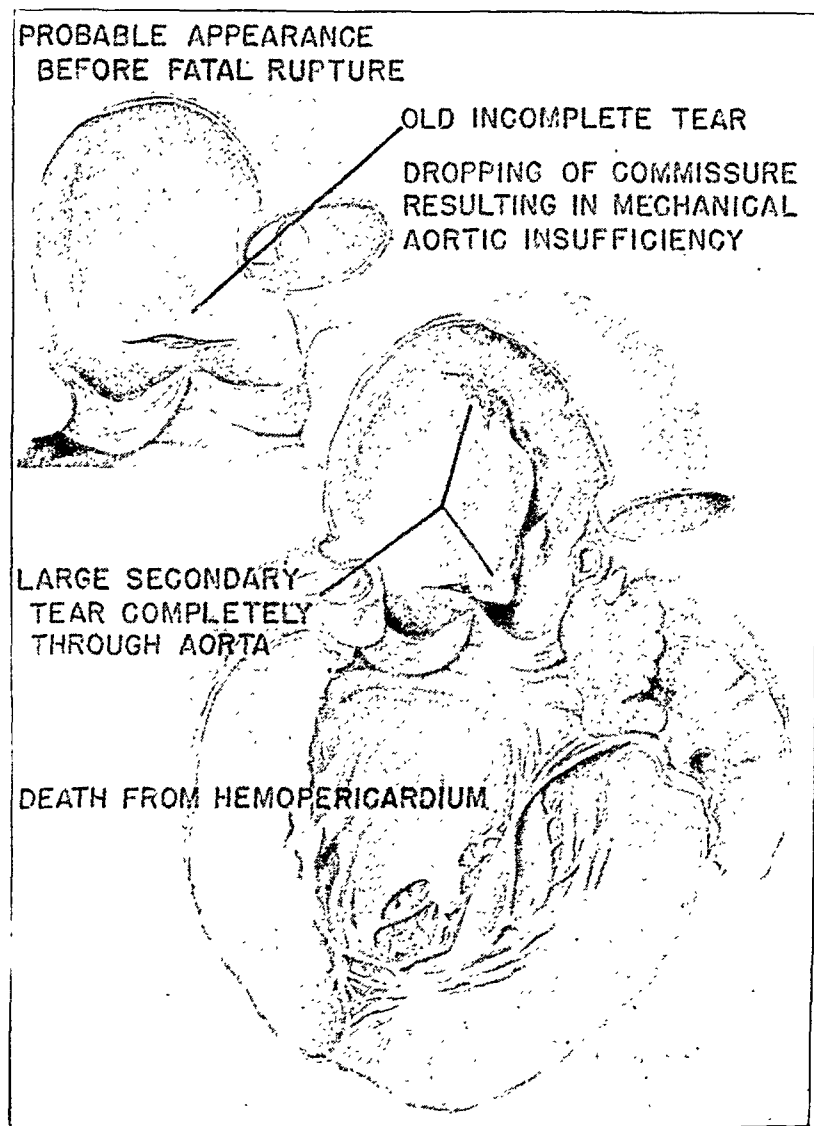 PROBABLE APPEARANCE
BEFORE FATAL RUPTURE
OLD INCOMPLETE TEAR
DROPPING OF COMMISSURE
RESULTING IN MECHANICAL
AORTIC INSUFFICIENCY
LARGE SECONDARY
TEAR COMPLETELY
THROUGH AORTA
DEATH FROM HEMOPERICARDIUM